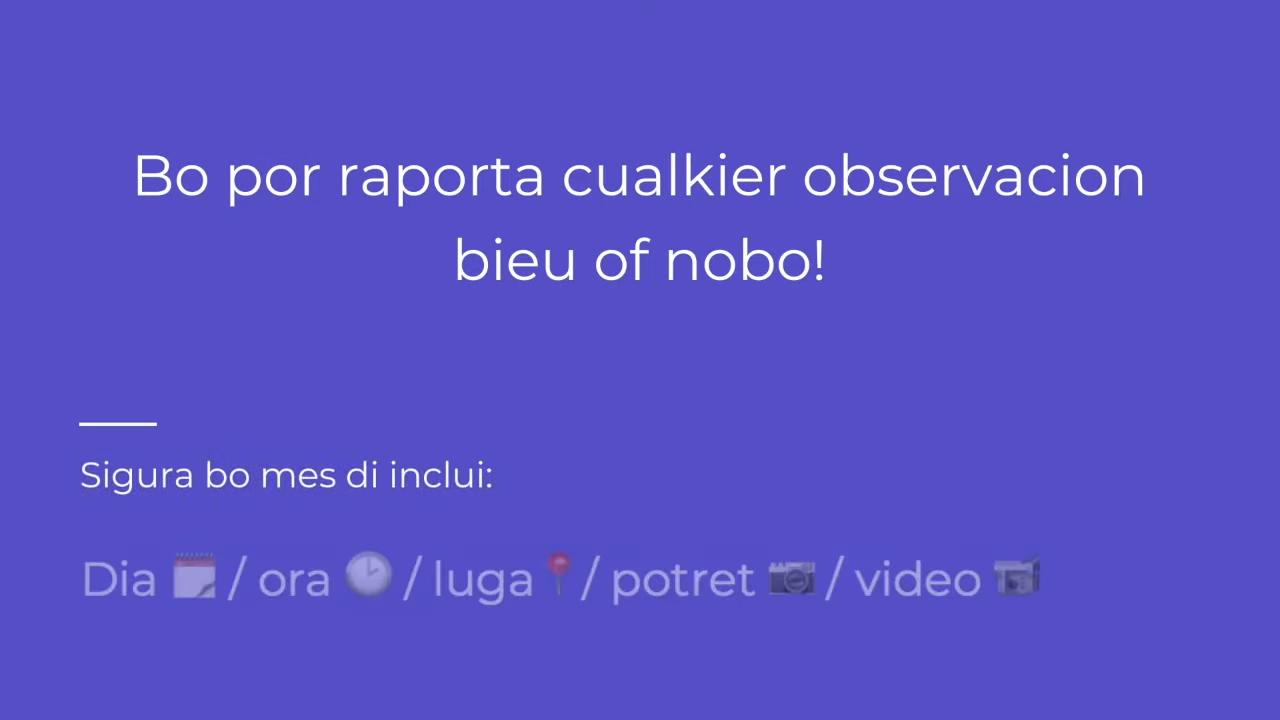 Bo por raporta cualkier observacion
bieu of nobo!
Sigura bo mes di inclui:
Dia 🗓️ / ora 🕑 / luga📍/ potret 📷 / video 📹